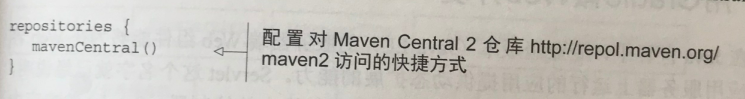 repositories {
mavenCentral()
}
配置对 Maven Central 2 仓库 http://repol.maven.org/
maven2 访问的快捷方式